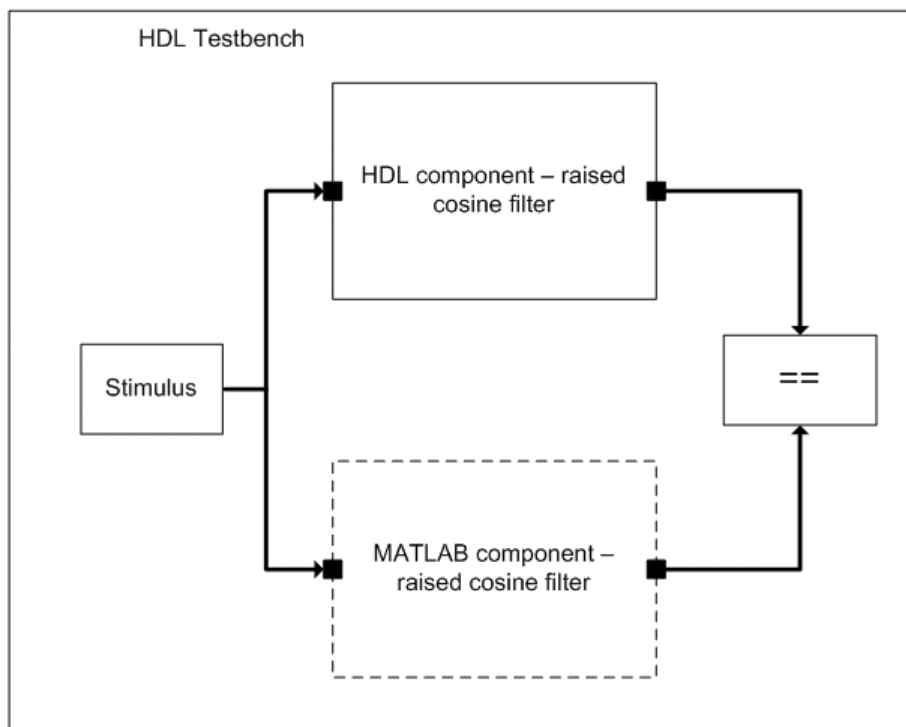 HDL Testbench
HDL component – raised
cosine filter
Stimulus
==
MATLAB component –
raised cosine filter